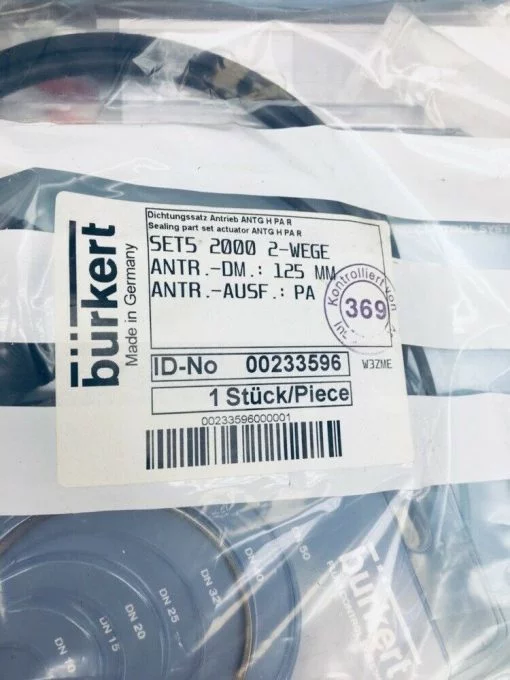 bürkert
Made in Germany
Dichtungssatz Antrieb ANTG H PA R
Sealing part set actuator ANTG H PA R
SET5 2000 2-WEGE
ANTR.-DM.: 125 MM
ANTR.-AUSF.: PA
Kontrolliert von
369
ID-No 00233596
W3ZME
1 Stück/Piece
00233596000001
DN 50
DN 40
DN 32
DN 25
DN 20
DN 15
DN 10
bürkert